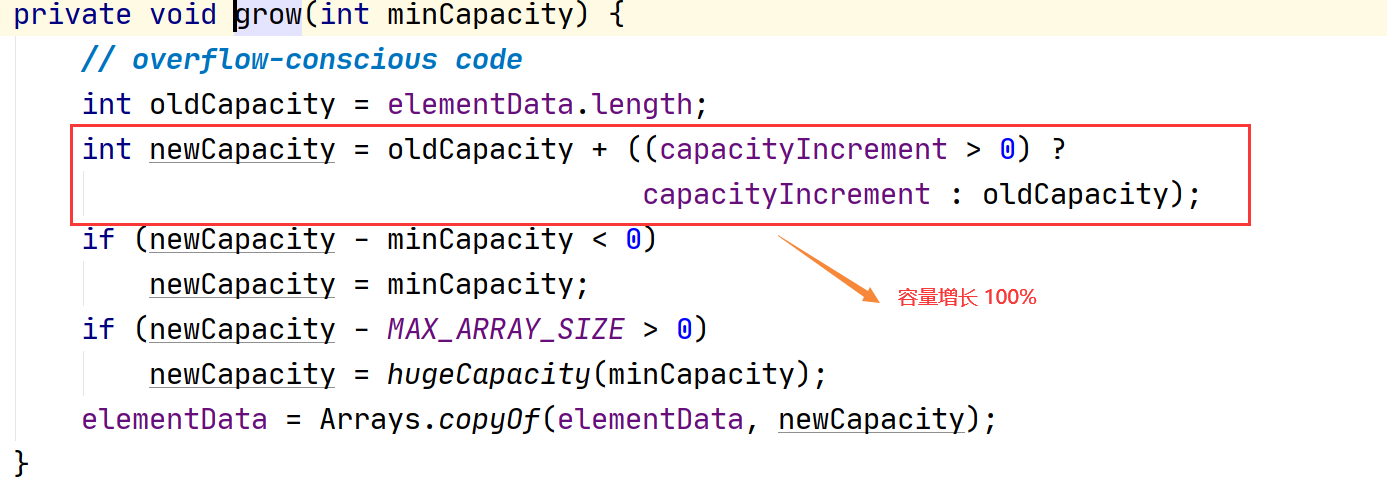 private void grow(int minCapacity) {
// overflow-conscious code
int oldCapacity = elementData.length;
int newCapacity = oldCapacity + ((capacityIncrement > 0) ?
capacityIncrement : oldCapacity);
if (newCapacity - minCapacity < 0)
newCapacity = minCapacity;
容量增长 100%
if (newCapacity - MAX_ARRAY_SIZE > 0)
newCapacity = hugeCapacity(minCapacity);
elementData = Arrays.copyOf(elementData, newCapacity);
}